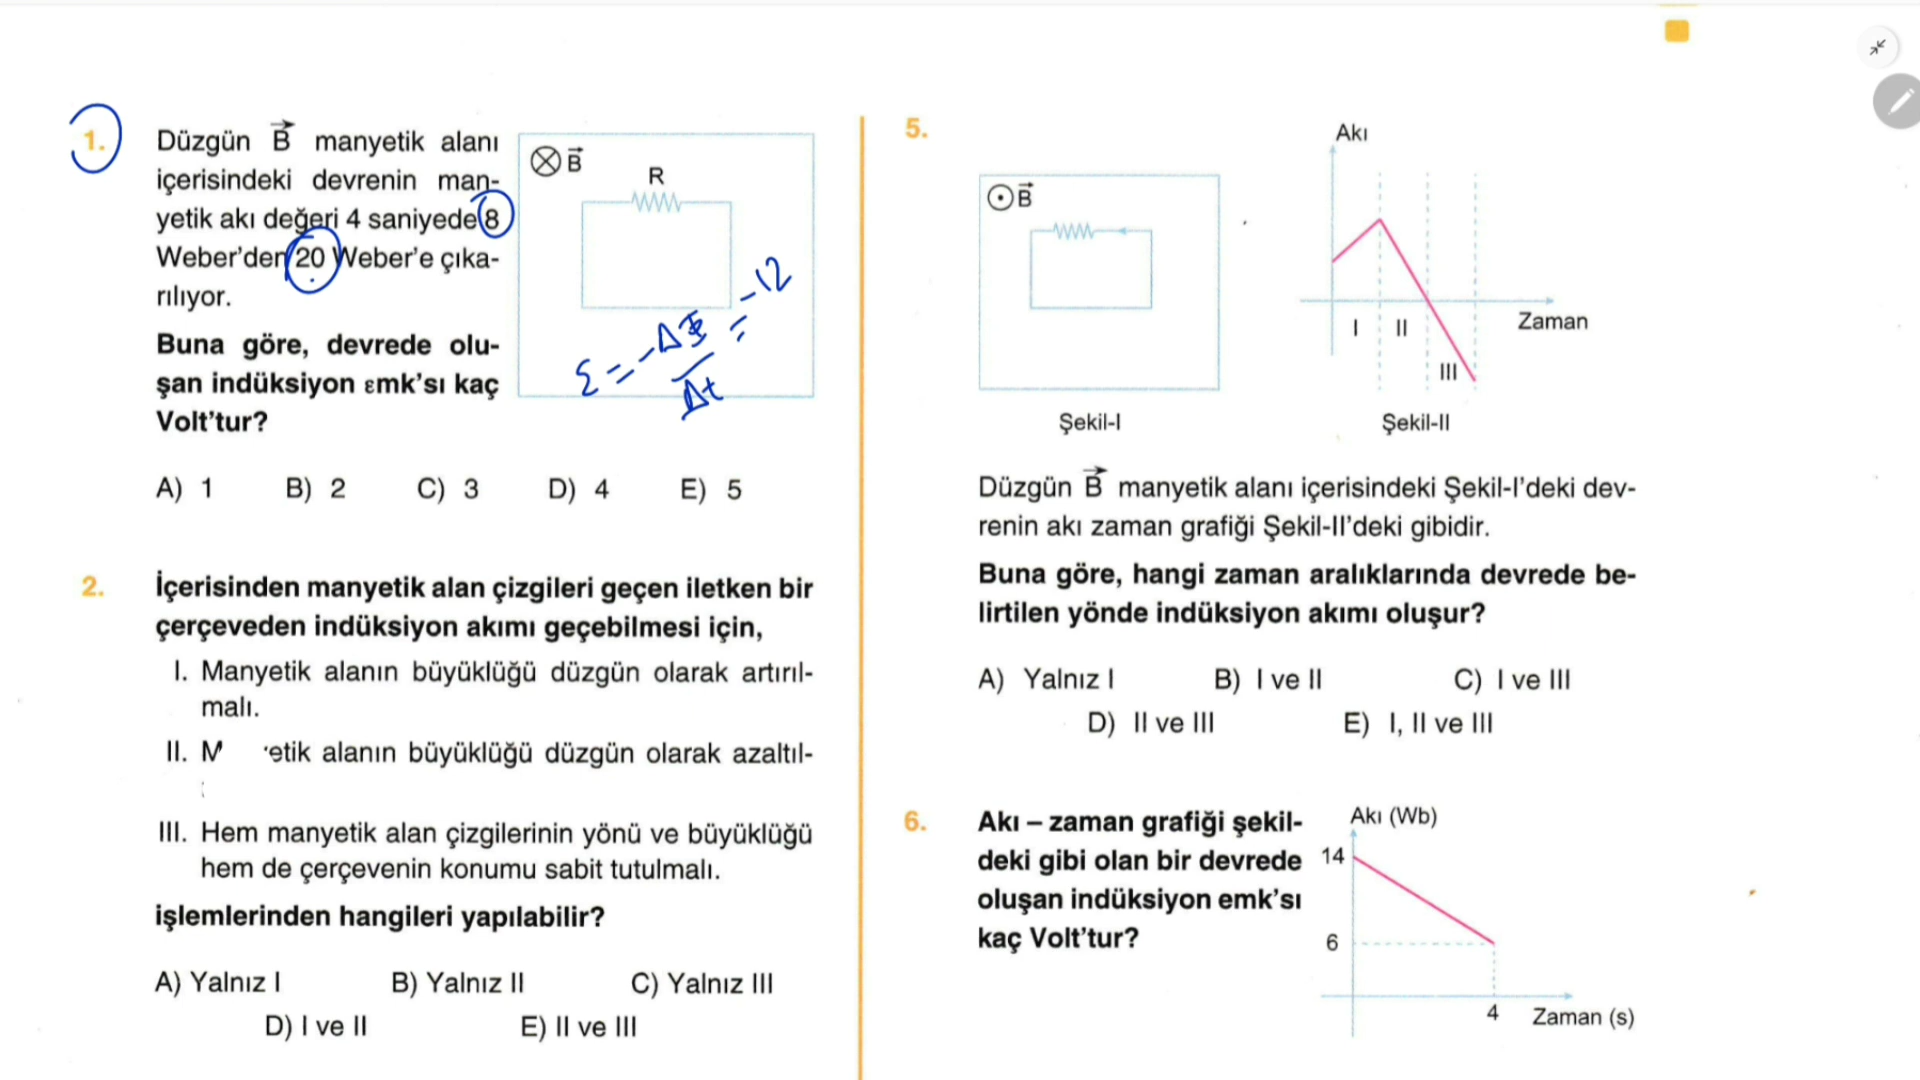 1.
Düzgün B manyetik alanı
içerisindeki devrenin man-
yetik akı değeri 4 saniyede 8
Weber'den 20 Weber'e çıka-
rılıyor.
Buna göre, devrede olu-
şan indüksiyon εmk'sı kaç
Volt'tur?
B
R
ε = -ΔΦ/Δt = -12
A) 1 B) 2 C) 3 D) 4 E) 5
2.
İçerisinden manyetik alan çizgileri geçen iletken bir
çerçeveden indüksiyon akımı geçebilmesi için,
I. Manyetik alanın büyüklüğü düzgün olarak artırıl-
malı.
II. M etik alanın büyüklüğü düzgün olarak azaltıl-
III. Hem manyetik alan çizgilerinin yönü ve büyüklüğü
hem de çerçevenin konumu sabit tutulmalı.
işlemlerinden hangileri yapılabilir?
A) Yalnız I B) Yalnız II C) Yalnız III
D) I ve II E) II ve III
5.
B
Şekil-I
Akı
I II
III
Zaman
Şekil-II
Düzgün B manyetik alanı içerisindeki Şekil-I'deki dev-
renin akı zaman grafiği Şekil-II'deki gibidir.
Buna göre, hangi zaman aralıklarında devrede be-
lirtilen yönde indüksiyon akımı oluşur?
A) Yalnız I B) I ve II C) I ve III
D) II ve III E) I, II ve III
6.
Akı – zaman grafiği şekil-
deki gibi olan bir devrede
oluşan indüksiyon emk'sı
kaç Volt'tur?
Akı (Wb)
14
6
4 Zaman (s)